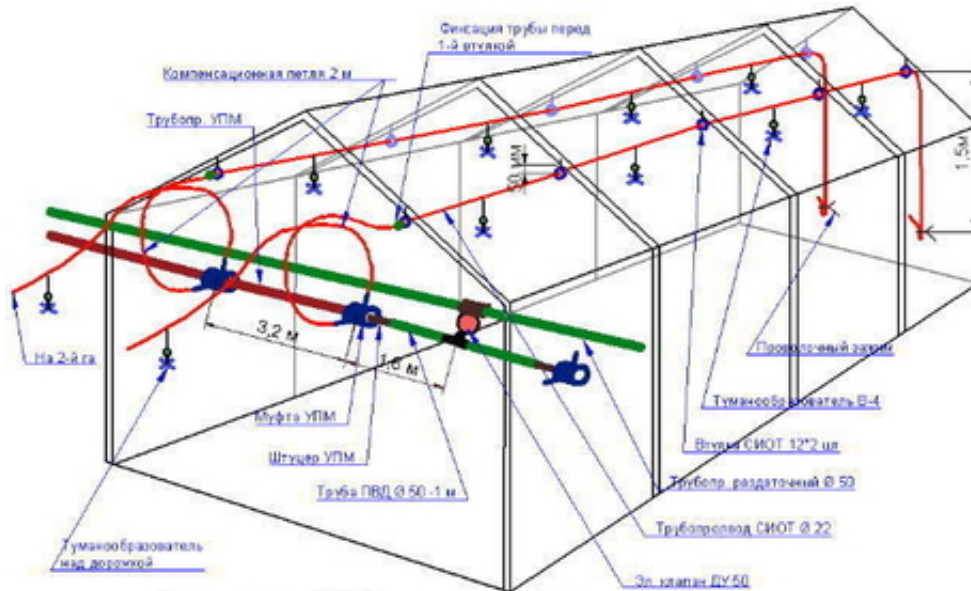 Фиксация трубы перед
1-й втулкой
Компенсационная петля 2 м
Трубопр. УПМ
50 мм
1,5м
3,2 м
1,6 м
На 2-й га
Проволочный зажим
Туманообразователь В-4
Муфта УПМ
Втулка СИОТ 12*2 шл
Штуцер УПМ
Труба ПВД Ø 50 -1 м
Трубопр. раздаточный Ø 50
Трубопровод СИОТ Ø 22
Туманообразователь
над дорожкой
Эл. клапан ДУ 50